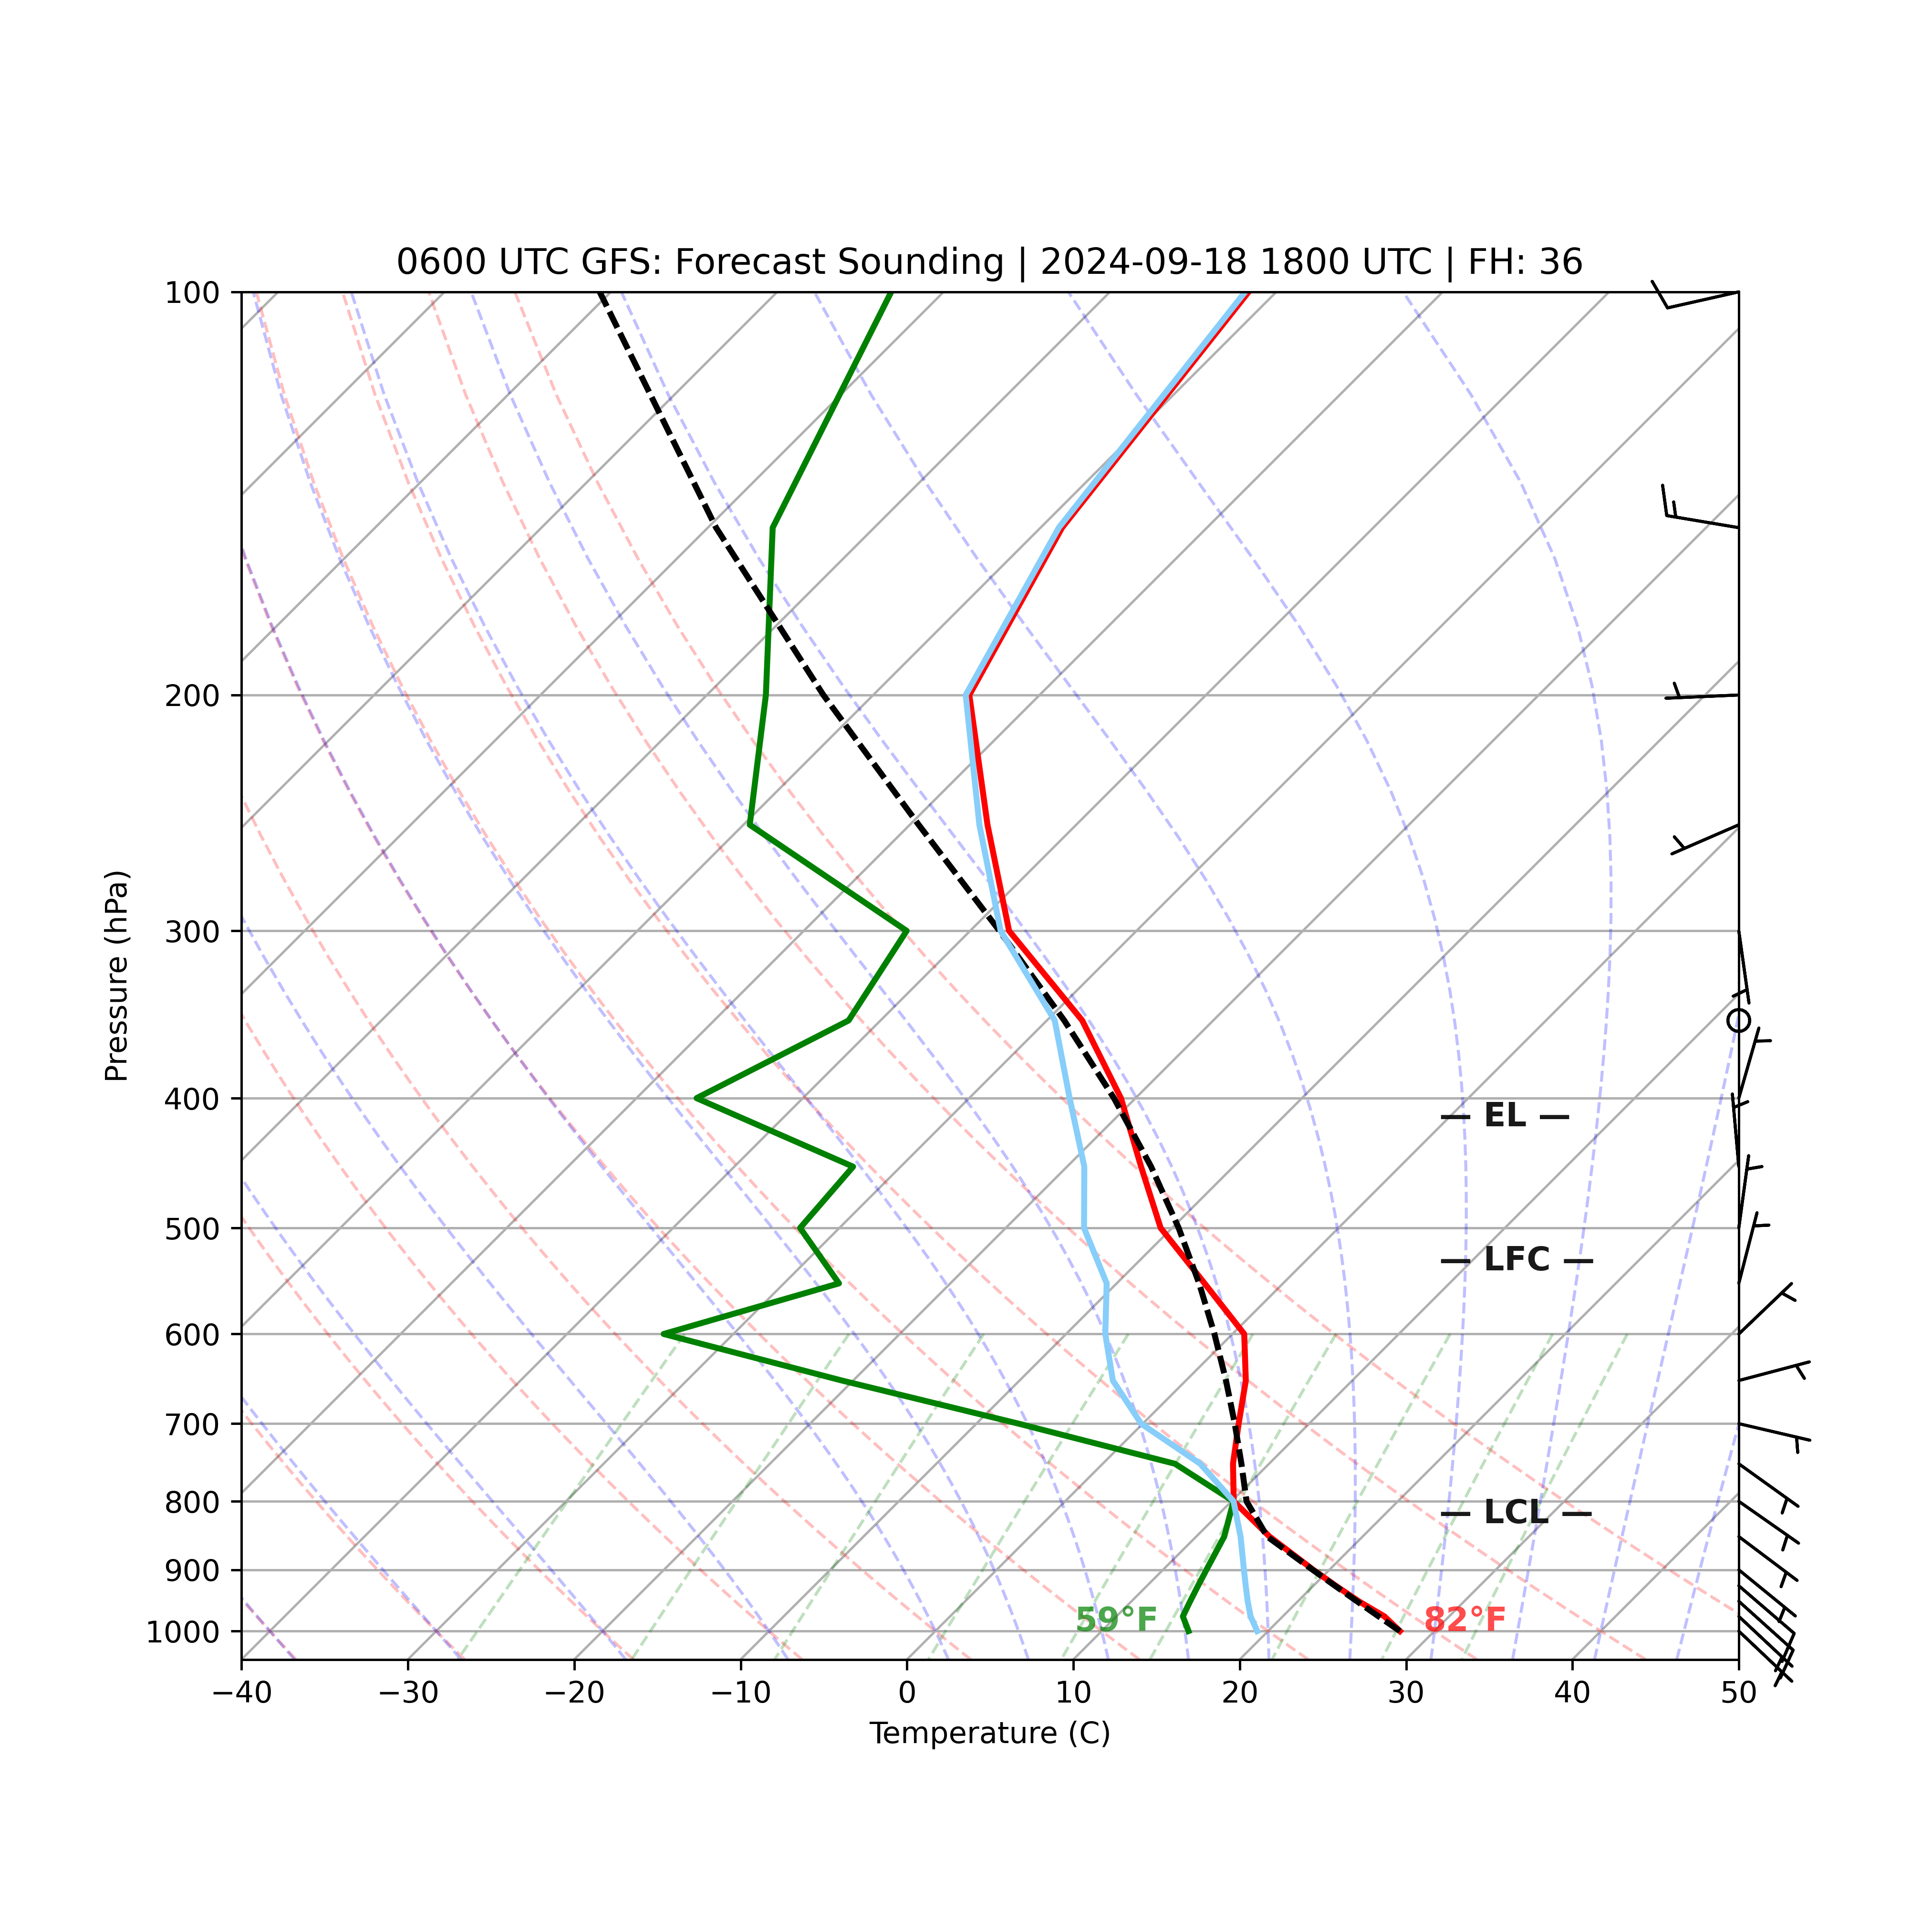 0600 UTC GFS: Forecast Sounding | 2024-09-18 1800 UTC | FH: 36
100
200
300
400
500
600
700
800
900
1000
Pressure (hPa)
— EL —
— LFC —
— LCL —
59°F
82°F
−40 −30 −20 −10 0 10 20 30 40 50
Temperature (C)